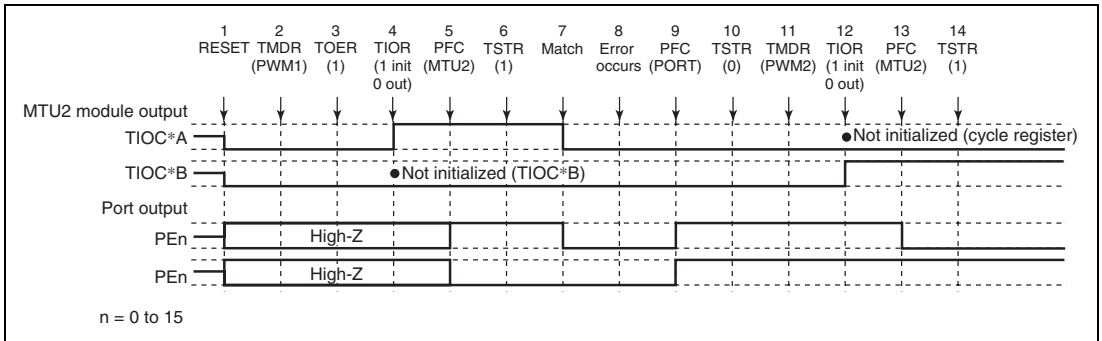 1 2 3 4 5 6 7 8 9 10 11 12 13 14
RESET TMDR TOER TIOR PFC TSTR Match Error PFC TSTR TMDR TIOR PFC TSTR
(PWM1) (1) (1 init (MTU2) (1) occurs (PORT) (0) (PWM2) (1 init (MTU2) (1)
0 out) 0 out)
MTU2 module output
TIOC*A ●Not initialized (cycle register)
TIOC*B ●Not initialized (TIOC*B)
Port output
PEn High-Z
PEn High-Z
n = 0 to 15